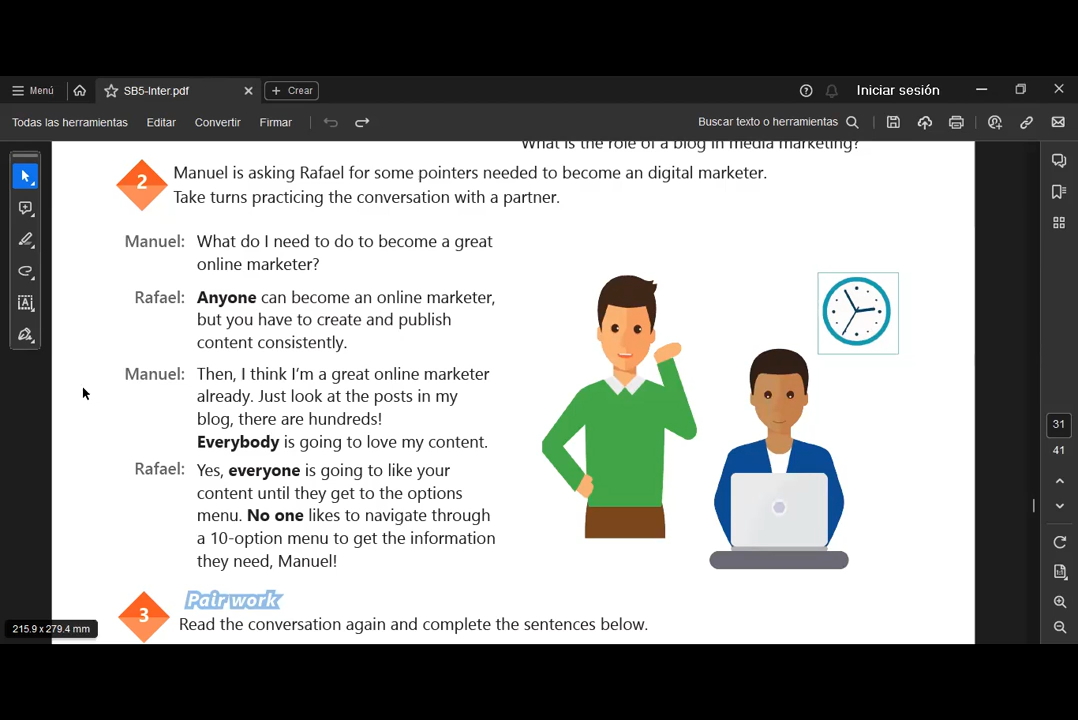 Menú
SB5-Inter.pdf
Crear
Iniciar sesión
Todas las herramientas
Editar
Convertir
Firmar
Buscar texto o herramientas
What is the role of a blog in media marketing?
2
Manuel is asking Rafael for some pointers needed to become an digital marketer.
Take turns practicing the conversation with a partner.
Manuel: What do I need to do to become a great
online marketer?
Rafael: Anyone can become an online marketer,
but you have to create and publish
content consistently.
Manuel: Then, I think I'm a great online marketer
already. Just look at the posts in my
blog, there are hundreds!
Everybody is going to love my content.
Rafael: Yes, everyone is going to like your
content until they get to the options
menu. No one likes to navigate through
a 10-option menu to get the information
they need, Manuel!
31
41
3
Pair work
Read the conversation again and complete the sentences below.
215.9 x 279.4 mm